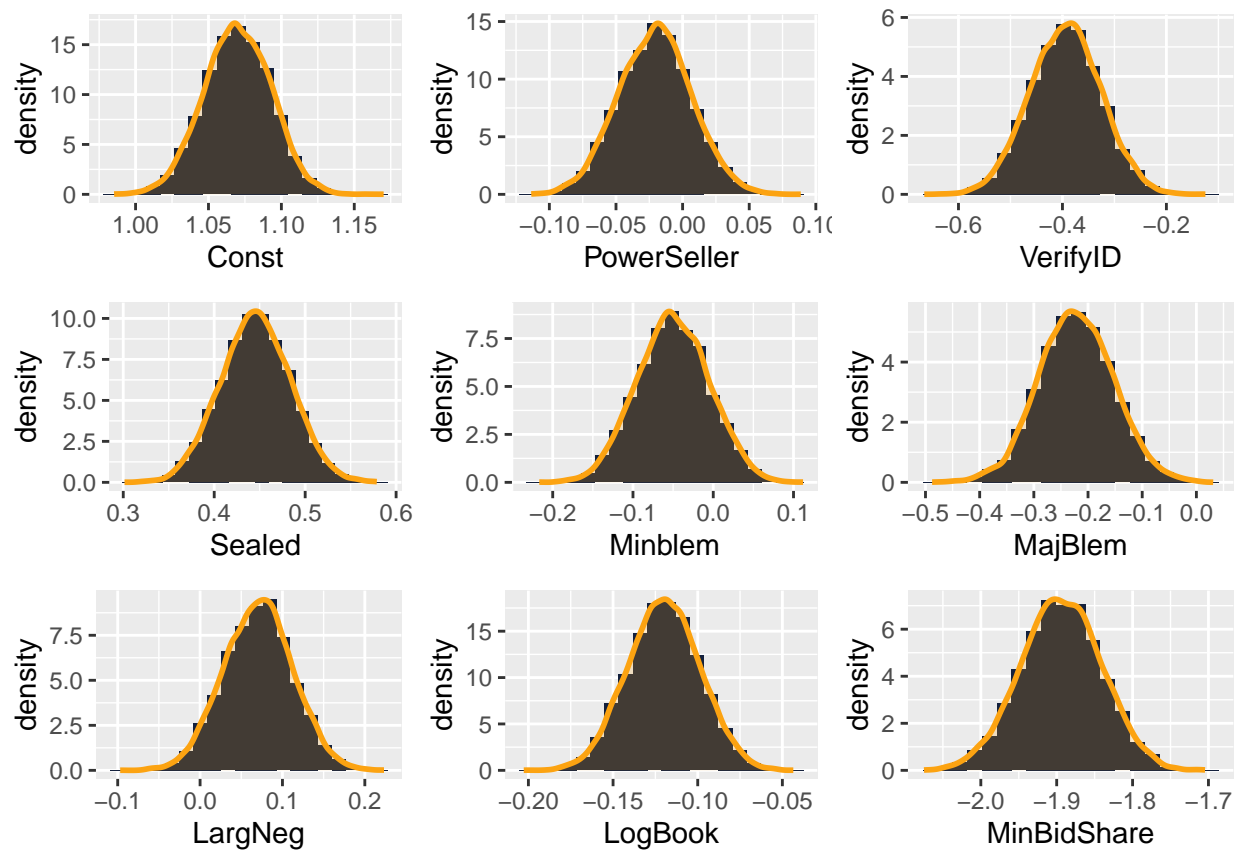 density
15
10
5
0
1.00 1.05 1.10 1.15
Const
density
15
10
5
0
−0.10 −0.05 0.00 0.05 0.10
PowerSeller
density
6
4
2
0
−0.6 −0.4 −0.2
VerifyID
density
10.0
7.5
5.0
2.5
0.0
0.3 0.4 0.5 0.6
Sealed
density
7.5
5.0
2.5
0.0
−0.2 −0.1 0.0 0.1
Minblem
density
4
2
0
−0.5 −0.4 −0.3 −0.2 −0.1 0.0
MajBlem
density
7.5
5.0
2.5
0.0
−0.1 0.0 0.1 0.2
LargNeg
density
15
10
5
0
−0.20 −0.15 −0.10 −0.05
LogBook
density
6
4
2
0
−2.0 −1.9 −1.8 −1.7
MinBidShare